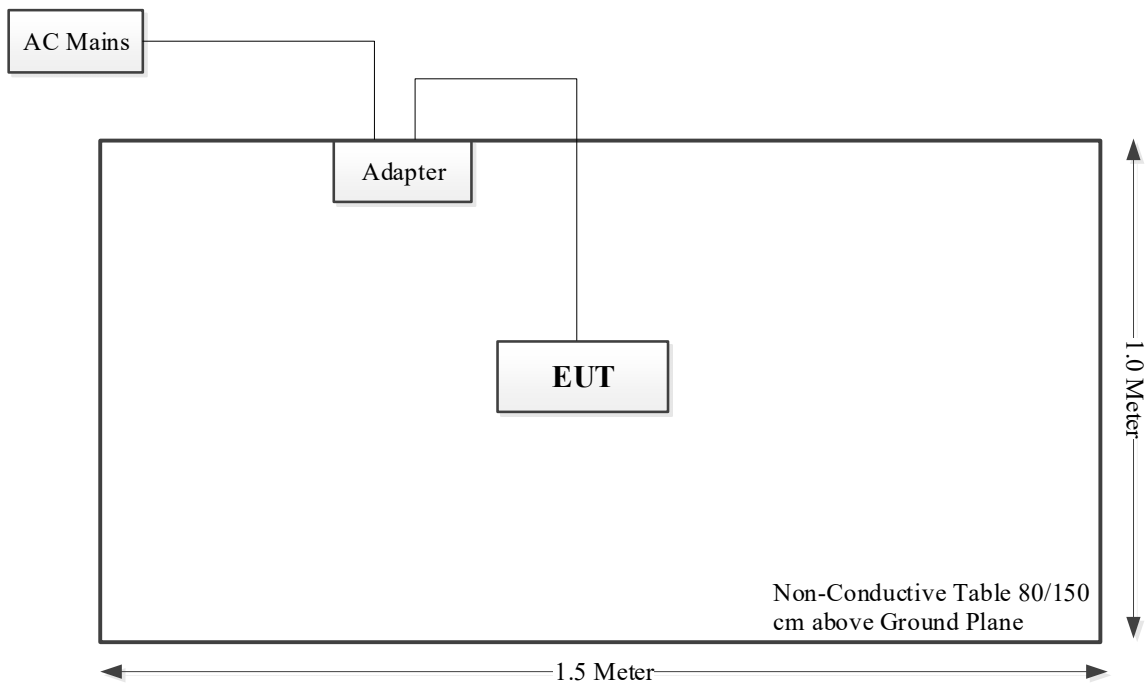 AC Mains
Adapter
EUT
1.0 Meter
Non-Conductive Table 80/150
cm above Ground Plane
1.5 Meter